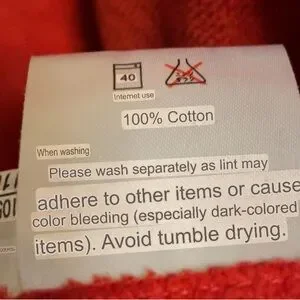 40
Internet use
100% Cotton
When washing
Please wash separately as lint may
adhere to other items or cause
color bleeding (especially dark-colored
items). Avoid tumble drying.